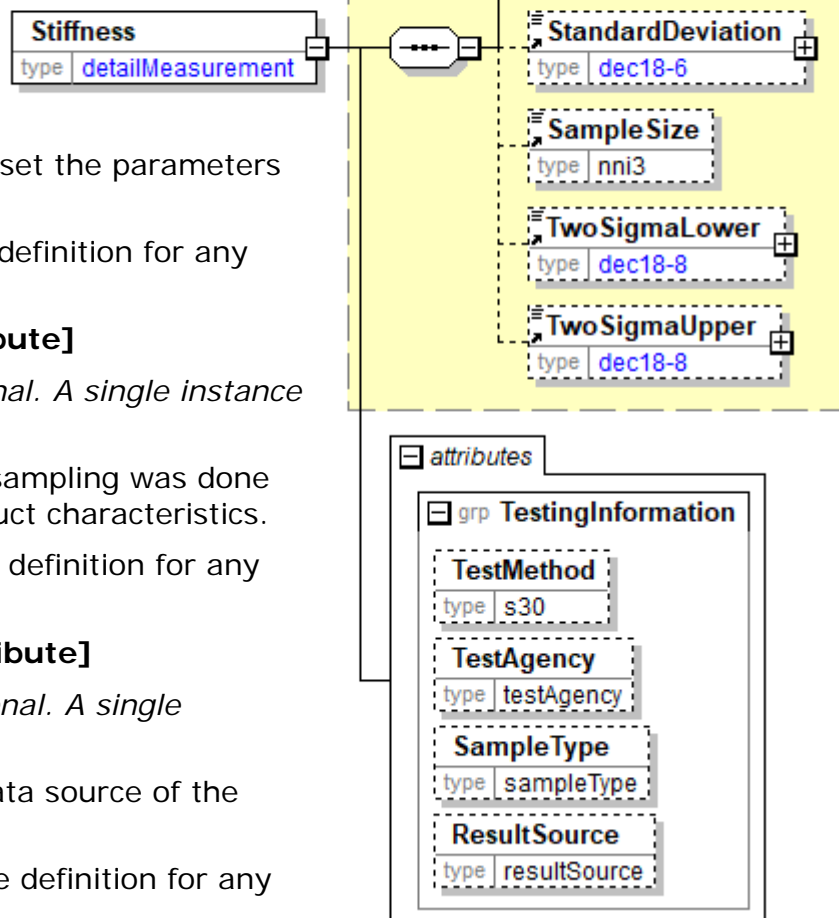 Stiffness
type detailMeasurement
set the parameters
definition for any
bute]
nal. A single instance
sampling was done
uct characteristics.
definition for any
ibute]
onal. A single
ata source of the
e definition for any
StandardDeviation
type dec18-6
SampleSize
type nni3
TwoSigmaLower
type dec18-8
TwoSigmaUpper
type dec18-8
attributes
grp TestingInformation
TestMethod
type s30
TestAgency
type testAgency
SampleType
type sampleType
ResultSource
type resultSource